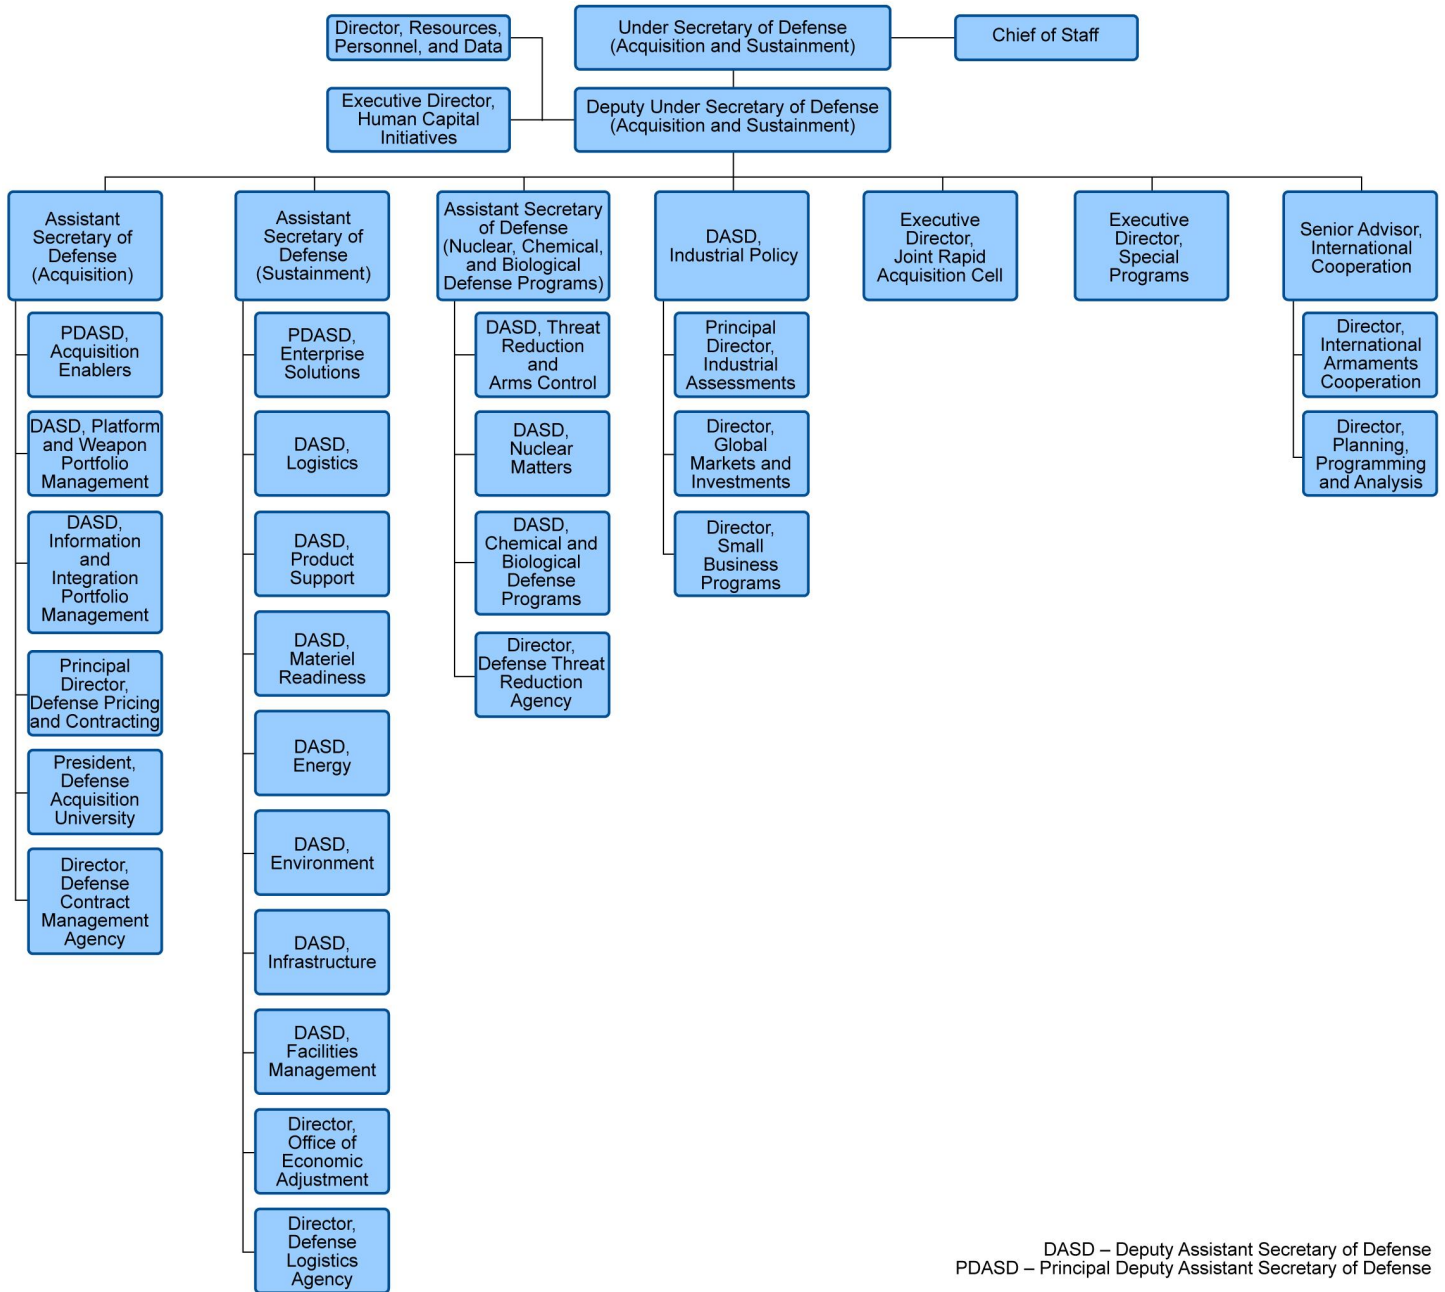 Director, Resources,
Personnel, and Data
Under Secretary of Defense
(Acquisition and Sustainment)
Chief of Staff
Executive Director,
Human Capital
Initiatives
Deputy Under Secretary of Defense
(Acquisition and Sustainment)
Assistant
Secretary of
Defense
(Acquisition)
PDASD,
Acquisition
Enablers
DASD, Platform
and Weapon
Portfolio
Management
DASD,
Information
and
Integration
Portfolio
Management
Principal
Director,
Defense Pricing
and Contracting
President,
Defense
Acquisition
University
Director,
Defense
Contract
Management
Agency
Assistant
Secretary of
Defense
(Sustainment)
PDASD,
Enterprise
Solutions
DASD,
Logistics
DASD,
Product
Support
DASD,
Materiel
Readiness
DASD,
Energy
DASD,
Environment
DASD,
Infrastructure
DASD,
Facilities
Management
Director,
Office of
Economic
Adjustment
Director,
Defense
Logistics
Agency
Assistant Secretary
of Defense
(Nuclear, Chemical,
and Biological
Defense Programs)
DASD, Threat
Reduction
and
Arms Control
DASD,
Nuclear
Matters
DASD,
Chemical and
Biological
Defense
Programs
Director,
Defense Threat
Reduction
Agency
DASD,
Industrial Policy
Principal
Director,
Industrial
Assessments
Director,
Global
Markets and
Investments
Director,
Small
Business
Programs
Executive
Director,
Joint Rapid
Acquisition Cell
Executive
Director,
Special
Programs
Senior Advisor,
International
Cooperation
Director,
International
Armaments
Cooperation
Director,
Planning,
Programming
and Analysis
DASD – Deputy Assistant Secretary of Defense
PDASD – Principal Deputy Assistant Secretary of Defense